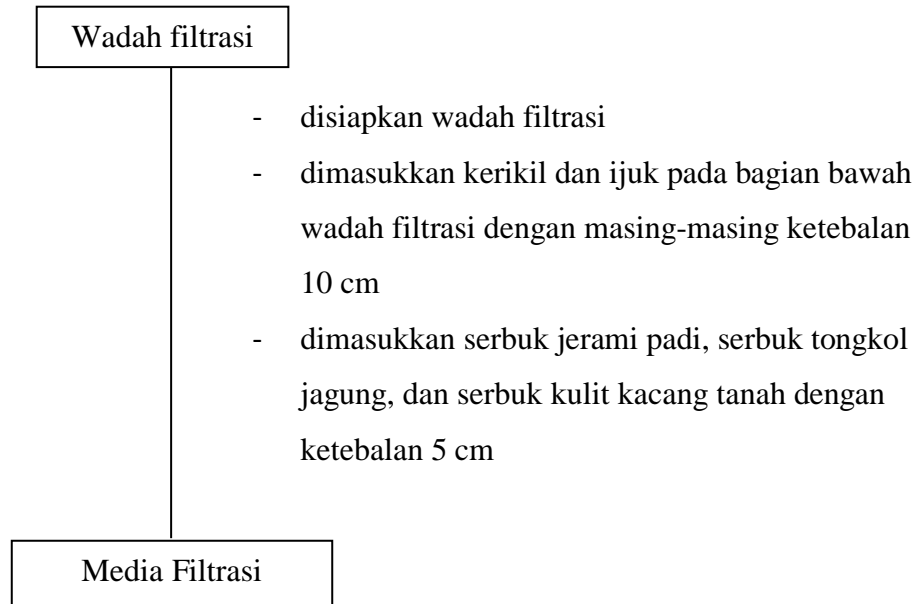 Wadah filtrasi
- disiapkan wadah filtrasi
- dimasukkan kerikil dan ijuk pada bagian bawah
wadah filtrasi dengan masing-masing ketebalan
10 cm
- dimasukkan serbuk jerami padi, serbuk tongkol
jagung, dan serbuk kulit kacang tanah dengan
ketebalan 5 cm
Media Filtrasi